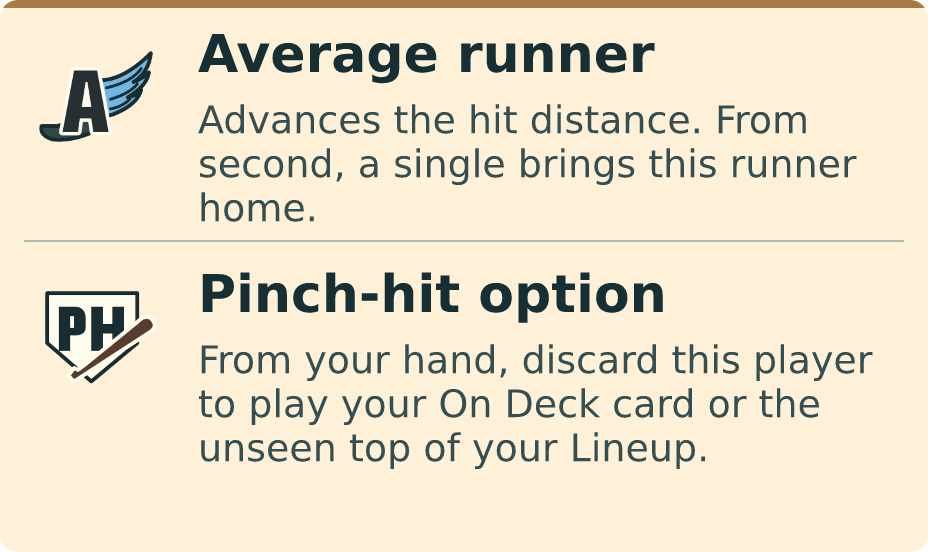 A
Average runner
Advances the hit distance. From
second, a single brings this runner
home.
PH
Pinch-hit option
From your hand, discard this player
to play your On Deck card or the
unseen top of your Lineup.